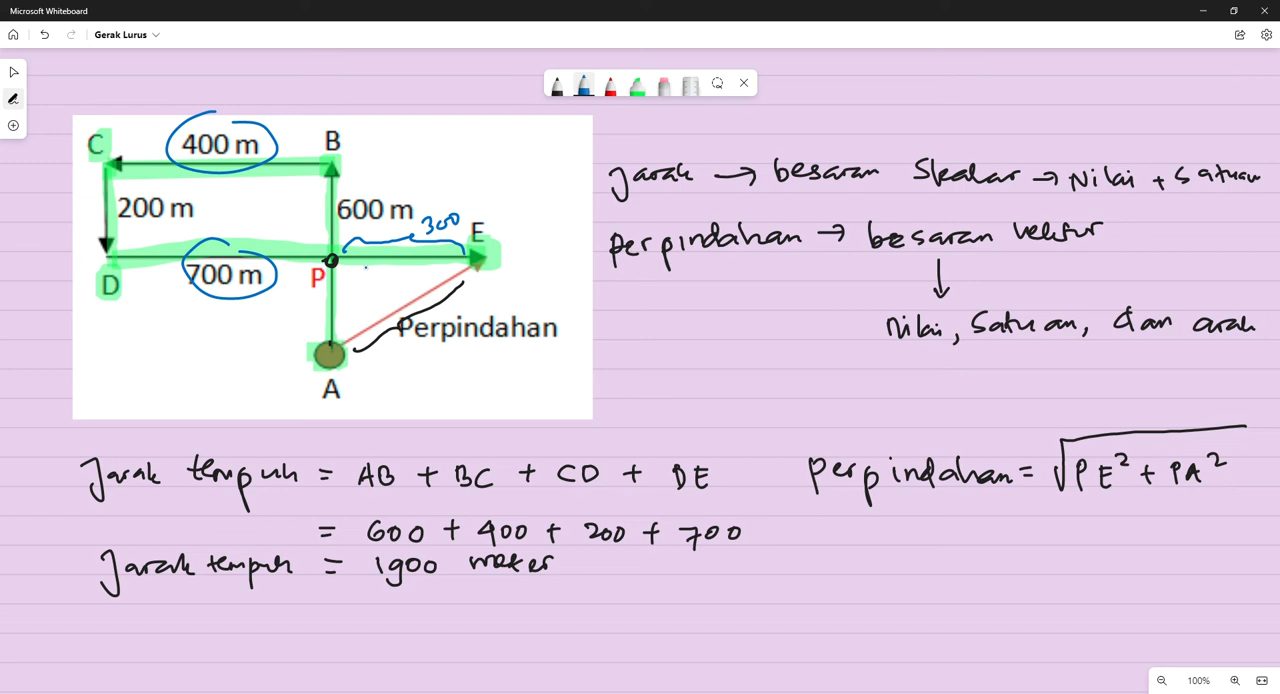 Microsoft Whiteboard
Gerak Lurus
C
400 m
B
200 m
600 m
300
E
D
700 m
P
Perpindahan
A
Jarak → besaran Skalar → Nilai + Satuan
perpindahan → besaran vektor
nilai, Satuan, dan arah
Jarak tempuh = AB + BC + CD + DE
= 600 + 400 + 200 + 700
Jarak tempuh = 1900 meter
perpindahan = √PE² + PA²
100%